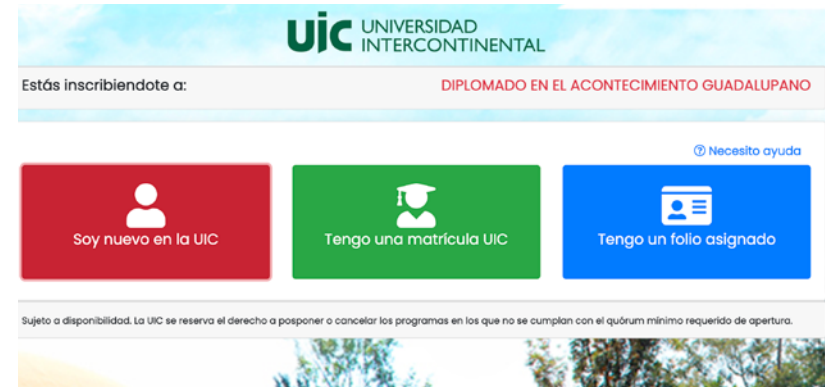 UIC UNIVERSIDAD
INTERCONTINENTAL
Estás inscribiendote a: DIPLOMADO EN EL ACONTECIMIENTO GUADALUPANO
Necesito ayuda
Soy nuevo en la UIC
Tengo una matrícula UIC
Tengo un folio asignado
Sujeto a disponibilidad. La UIC se reserva el derecho a posponer o cancelar los programas en los que no se cumplan con el quórum mínimo requerido de apertura.